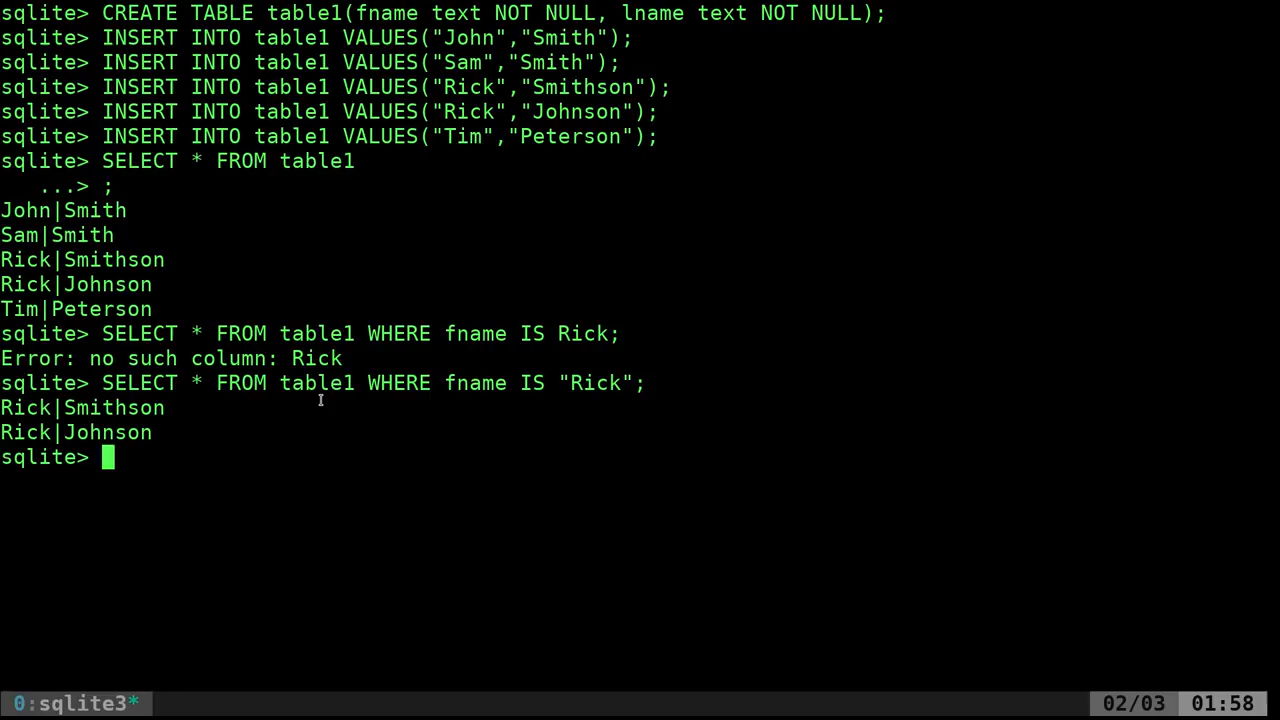 sqlite> CREATE TABLE table1(fname text NOT NULL, lname text NOT NULL);
sqlite> INSERT INTO table1 VALUES("John","Smith");
sqlite> INSERT INTO table1 VALUES("Sam","Smith");
sqlite> INSERT INTO table1 VALUES("Rick","Smithson");
sqlite> INSERT INTO table1 VALUES("Rick","Johnson");
sqlite> INSERT INTO table1 VALUES("Tim","Peterson");
sqlite> SELECT * FROM table1
   ...> ;
John|Smith
Sam|Smith
Rick|Smithson
Rick|Johnson
Tim|Peterson
sqlite> SELECT * FROM table1 WHERE fname IS Rick;
Error: no such column: Rick
sqlite> SELECT * FROM table1 WHERE fname IS "Rick";
Rick|Smithson
Rick|Johnson
sqlite>
0:sqlite3* 02/03 01:58